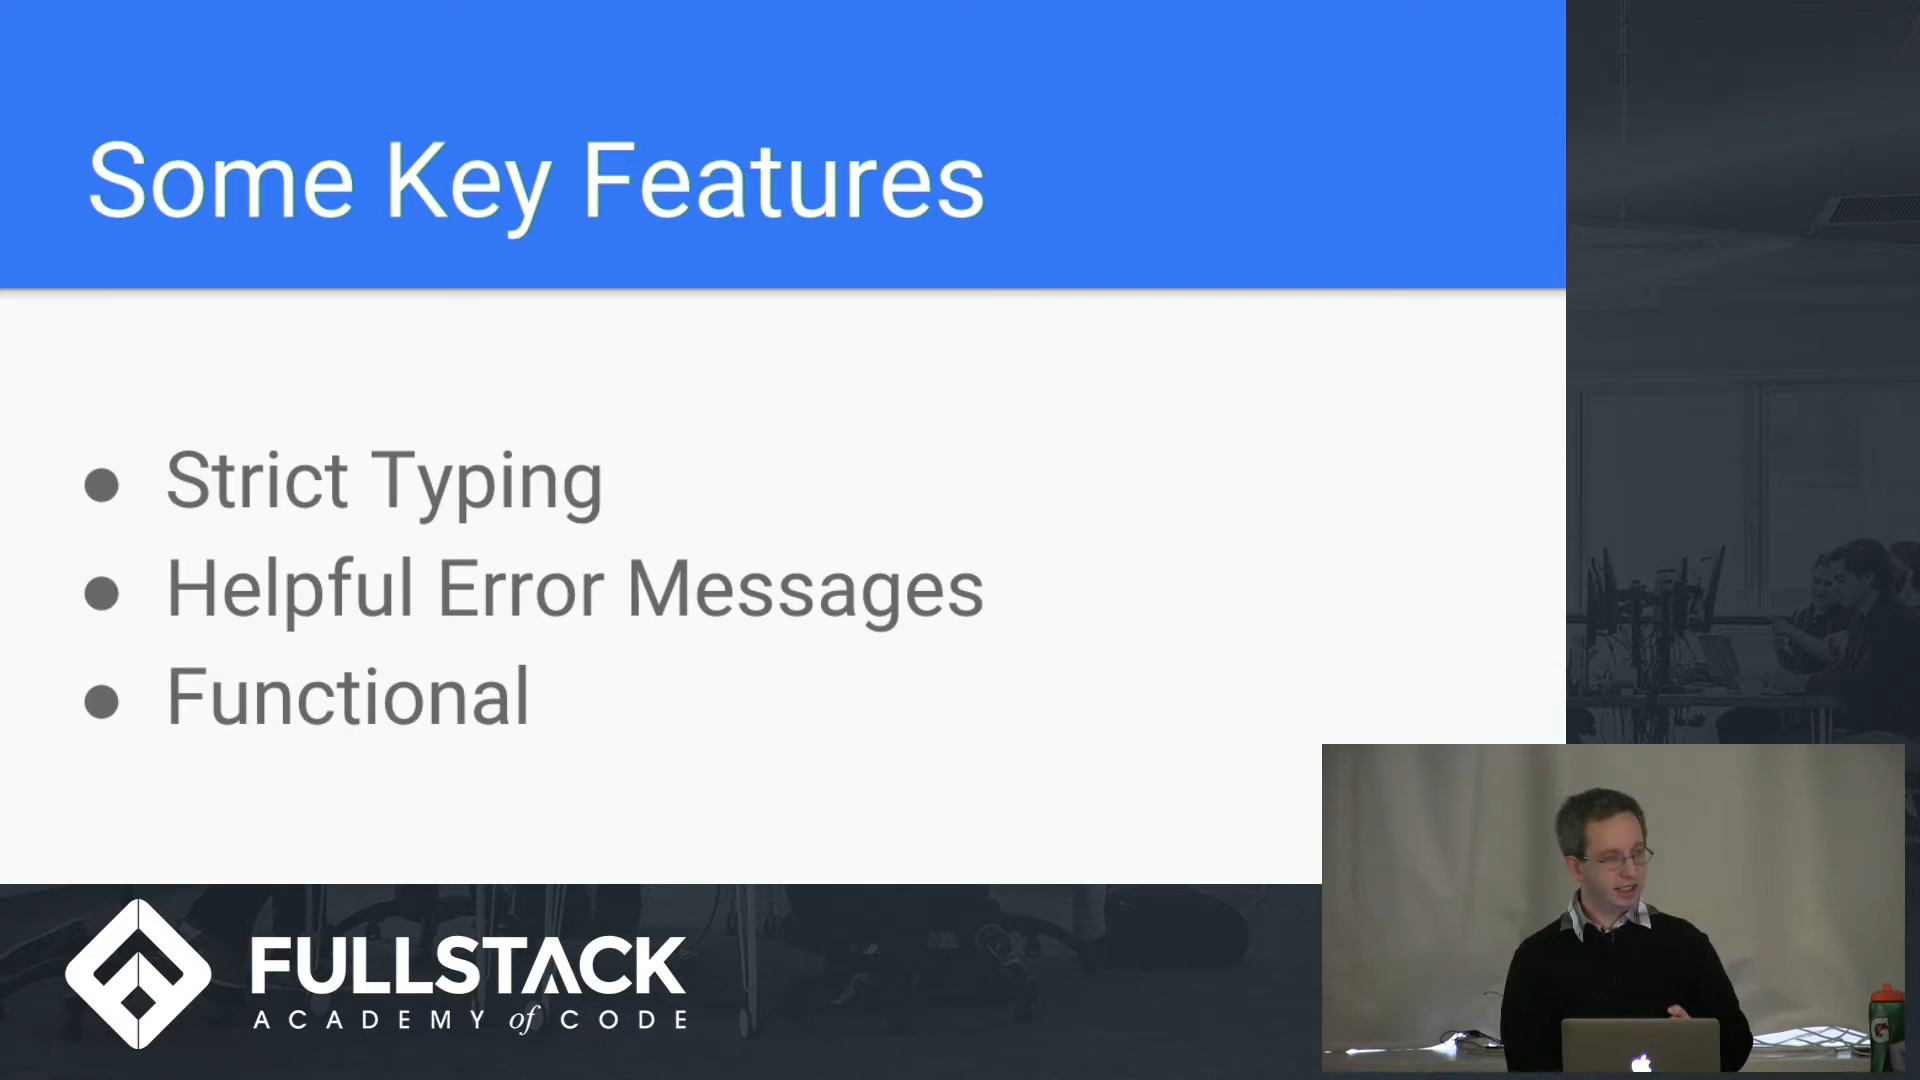 Some Key Features
Strict Typing
Helpful Error Messages
Functional
FULLSTACK
ACADEMY of CODE
G